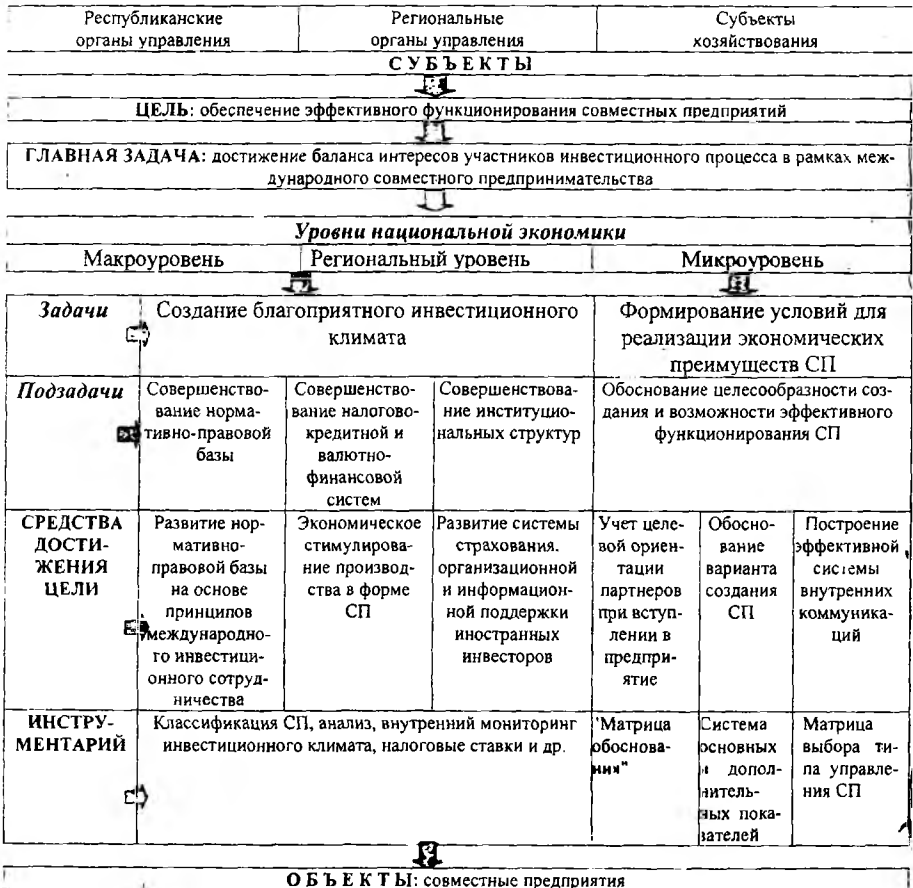 Республиканские
органы управления
Региональные
органы управления
Субъекты
хозяйствования
СУБЪЕКТЫ
ЦЕЛЬ: обеспечение эффективного функционирования совместных предприятий
ГЛАВНАЯ ЗАДАЧА: достижение баланса интересов участников инвестиционного процесса в рамках меж-
дународного совместного предпринимательства
Уровни национальной экономики
Макроуровень
Региональный уровень
Микроуровень
Задачи
Создание благоприятного инвестиционного
климата
Формирование условий для
реализации экономических
преимуществ СП
Подзадачи
Совершенство-
вание норма-
тивно-правовой
базы
Совершенство-
вание налогово-
кредитной и
валютно-
финансовой
систем
Совершенствова-
ние институцио-
нальных структур
Обоснование целесообразности соз-
дания и возможности эффективного
функционирования СП
СРЕДСТВА
ДОСТИ-
ЖЕНИЯ
ЦЕЛИ
Развитие нор-
мативно-
правовой базы
на основе
принципов
международно-
го инвестици-
онного сотруд-
ничества
Экономическое
стимулирова-
ние производ-
ства в форме
СП
Развитие системы
страхования.
организационной
и информацион-
ной поддержки
иностранных
инвесторов
Учет целе-
вой ориен-
тации
партнеров
при вступ-
лении в
предпри-
ятие
Обосно-
вание
варианта
создания
СП
Построение
эффективной
системы
внутренних
коммуника-
ций
ИНСТРУ-
МЕНТАРИЙ
Классификация СП, анализ, внутренний мониторинг
инвестиционного климата, налоговые ставки и др.
"Матрица
обоснова-
ния"
Система
основных
и допол-
нитель-
ных пока-
зателей
Матрица
выбора ти-
па управле-
ния СП
ОБЪЕКТЫ: совместные предприятия